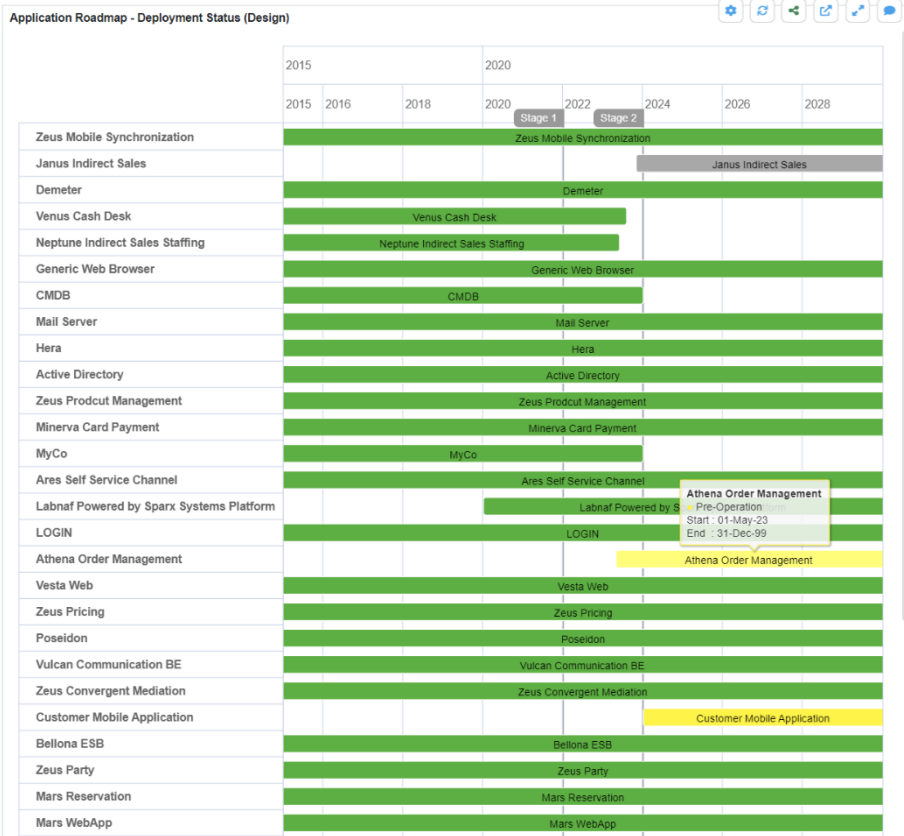 Application Roadmap - Deployment Status (Design)
2015 2020
2015 2016 2018 2020 2022 2024 2026 2028
Stage 1 Stage 2
Zeus Mobile Synchronization Zeus Mobile Synchronization
Janus Indirect Sales Janus Indirect Sales
Demeter Demeter
Venus Cash Desk Venus Cash Desk
Neptune Indirect Sales Staffing Neptune Indirect Sales Staffing
Generic Web Browser Generic Web Browser
CMDB CMDB
Mail Server Mail Server
Hera Hera
Active Directory Active Directory
Zeus Prodcut Management Zeus Prodcut Management
Minerva Card Payment Minerva Card Payment
MyCo MyCo
Ares Self Service Channel Ares Self Service Channel
Athena Order Management
Pre-Operation
Start : 01-May-23
End : 31-Dec-99
Labnaf Powered by Sparx Systems Platform Labnaf Powered by
LOGIN LOGIN
Athena Order Management Athena Order Management
Vesta Web Vesta Web
Zeus Pricing Zeus Pricing
Poseidon Poseidon
Vulcan Communication BE Vulcan Communication BE
Zeus Convergent Mediation Zeus Convergent Mediation
Customer Mobile Application Customer Mobile Application
Bellona ESB Bellona ESB
Zeus Party Zeus Party
Mars Reservation Mars Reservation
Mars WebApp Mars WebApp